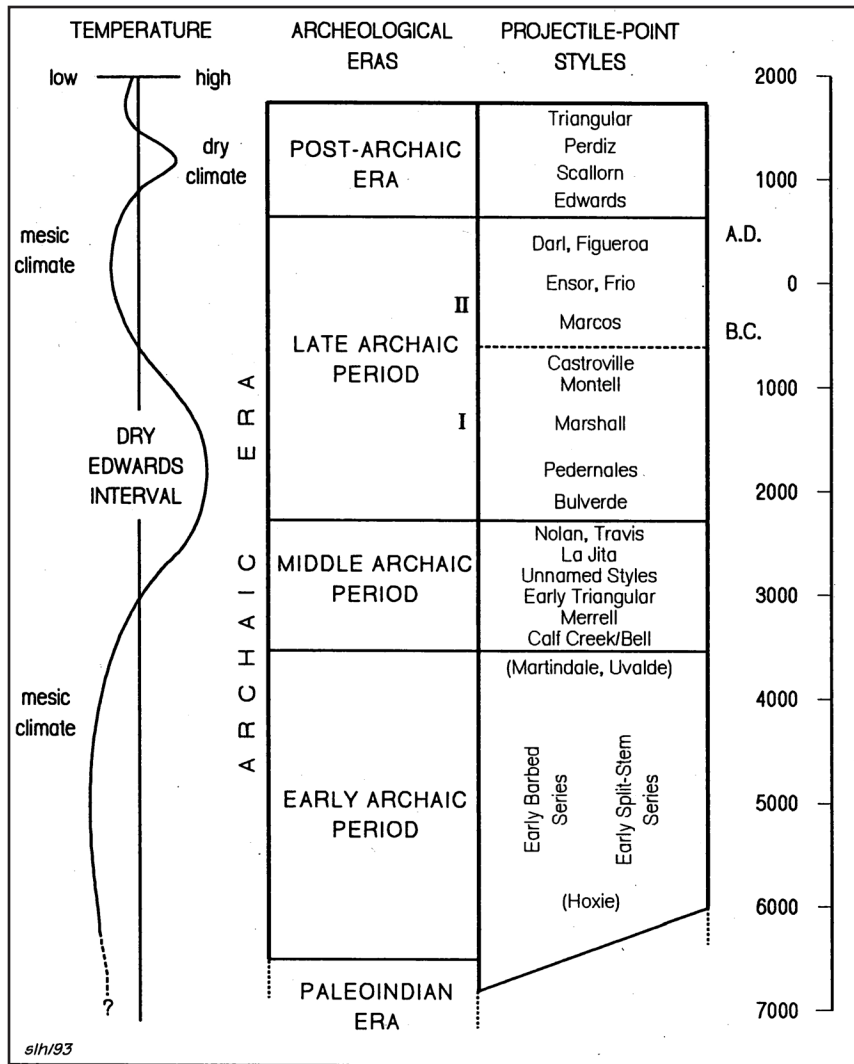 TEMPERATURE
low
high
dry
climate
mesic
climate
DRY
EDWARDS
INTERVAL
mesic
climate
?
ARCHEOLOGICAL
ERAS
POST-ARCHAIC
ERA
LATE ARCHAIC
PERIOD
II
I
MIDDLE ARCHAIC
PERIOD
EARLY ARCHAIC
PERIOD
PALEOINDIAN
ERA
ARCHAIC ERA
PROJECTILE-POINT
STYLES
Triangular
Perdiz
Scallorn
Edwards
Darl, Figueroa
Ensor, Frio
Marcos
Castroville
Montell
Marshall
Pedernales
Bulverde
Nolan, Travis
La Jita
Unnamed Styles
Early Triangular
Merrell
Calf Creek/Bell
(Martindale, Uvalde)
Early Barbed
Series
Early Split-Stem
Series
(Hoxie)
2000
1000
A.D.
0
B.C.
1000
2000
3000
4000
5000
6000
7000
slh/93